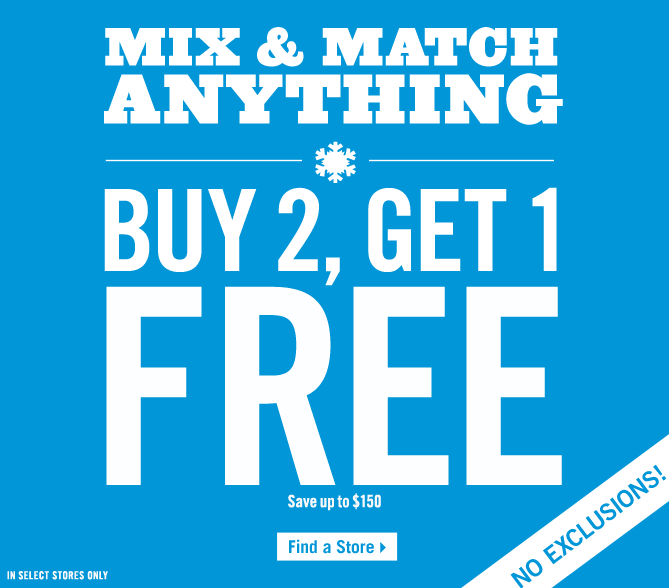 MIX & MATCH
ANYTHING
BUY 2, GET 1
FREE
Save up to $150
Find a Store
NO EXCLUSIONS!
IN SELECT STORES ONLY